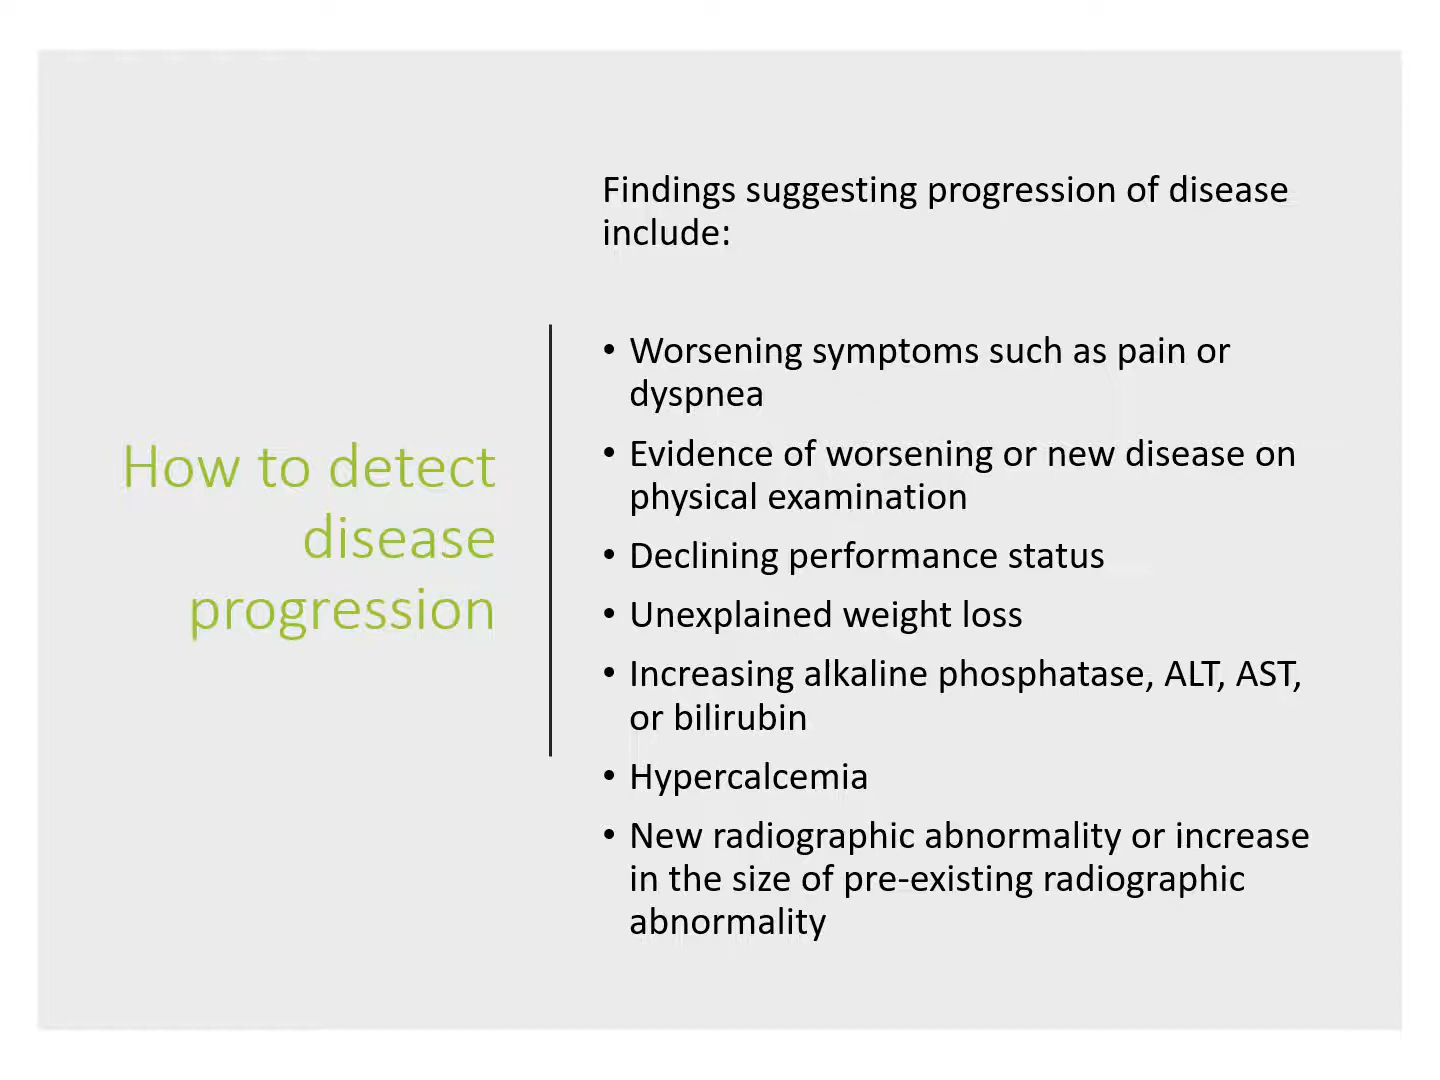 How to detect
disease
progression
Findings suggesting progression of disease
include:
• Worsening symptoms such as pain or
dyspnea
• Evidence of worsening or new disease on
physical examination
• Declining performance status
• Unexplained weight loss
• Increasing alkaline phosphatase, ALT, AST,
or bilirubin
• Hypercalcemia
• New radiographic abnormality or increase
in the size of pre-existing radiographic
abnormality